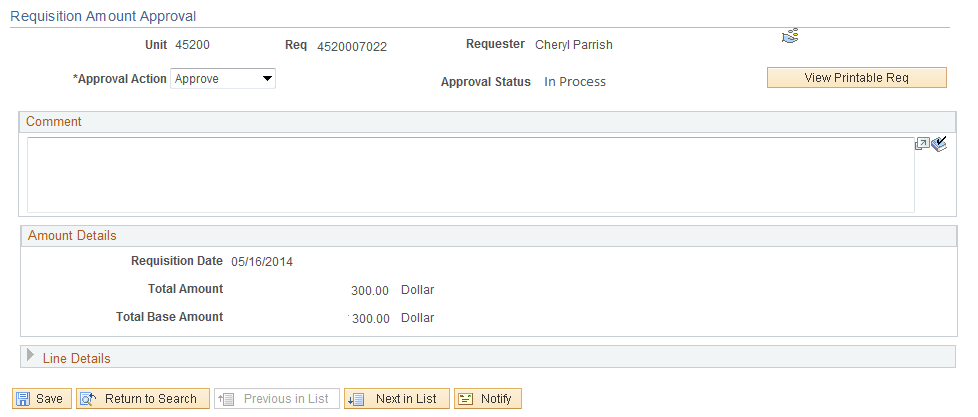 Requisition Amount Approval
Unit 45200 Req 4520007022 Requester Cheryl Parrish
*Approval Action Approve Approval Status In Process View Printable Req
Comment
Amount Details
Requisition Date 05/16/2014
Total Amount 300.00 Dollar
Total Base Amount 300.00 Dollar
Line Details
Save Return to Search Previous in List Next in List Notify